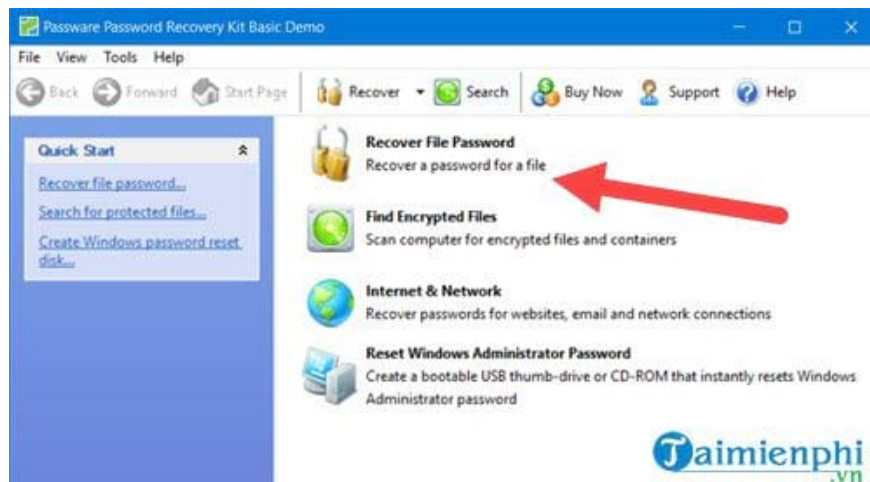 Passware Password Recovery Kit Basic Demo
File View Tools Help
Back Forward Start Page Recover Search Buy Now Support Help
Quick Start
Recover file password...
Search for protected files...
Create Windows password reset
disk...
Recover File Password
Recover a password for a file
Find Encrypted Files
Scan computer for encrypted files and containers
Internet & Network
Recover passwords for websites, email and network connections
Reset Windows Administrator Password
Create a bootable USB thumb-drive or CD-ROM that instantly resets Windows
Administrator password
Taimienphi
.vn